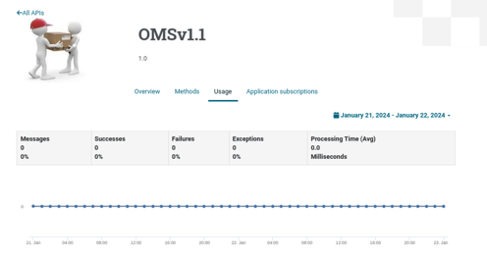 All APIs
OMSv1.1
1.0
Overview Methods Usage Application subscriptions
January 21, 2024 - January 22, 2024
Messages Successes Failures Exceptions Processing Time (Avg)
0 0 0 0 0.0
0% 0% 0% 0% Milliseconds
0
21. Jan 04:00 08:00 12:00 16:00 20:00 22. Jan 04:00 08:00 12:00 16:00 20:00 23. Jan